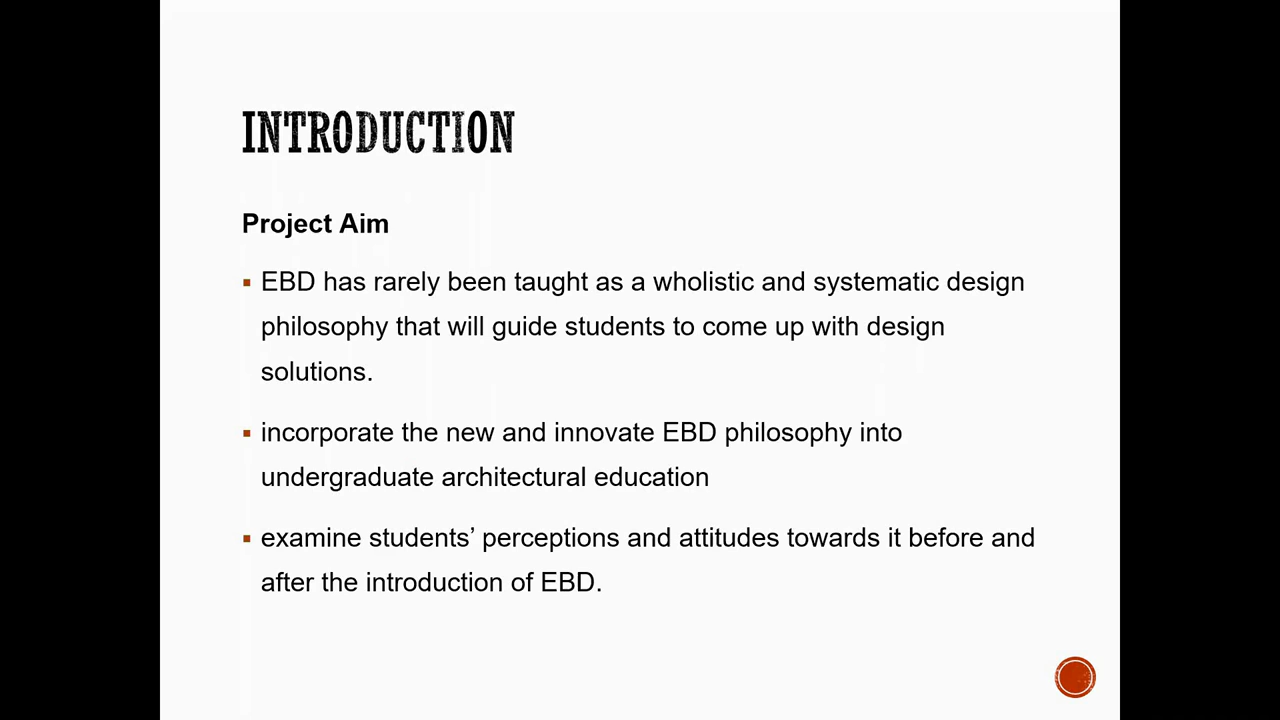 INTRODUCTION
Project Aim
▪ EBD has rarely been taught as a wholistic and systematic design
philosophy that will guide students to come up with design
solutions.
▪ incorporate the new and innovate EBD philosophy into
undergraduate architectural education
▪ examine students’ perceptions and attitudes towards it before and
after the introduction of EBD.